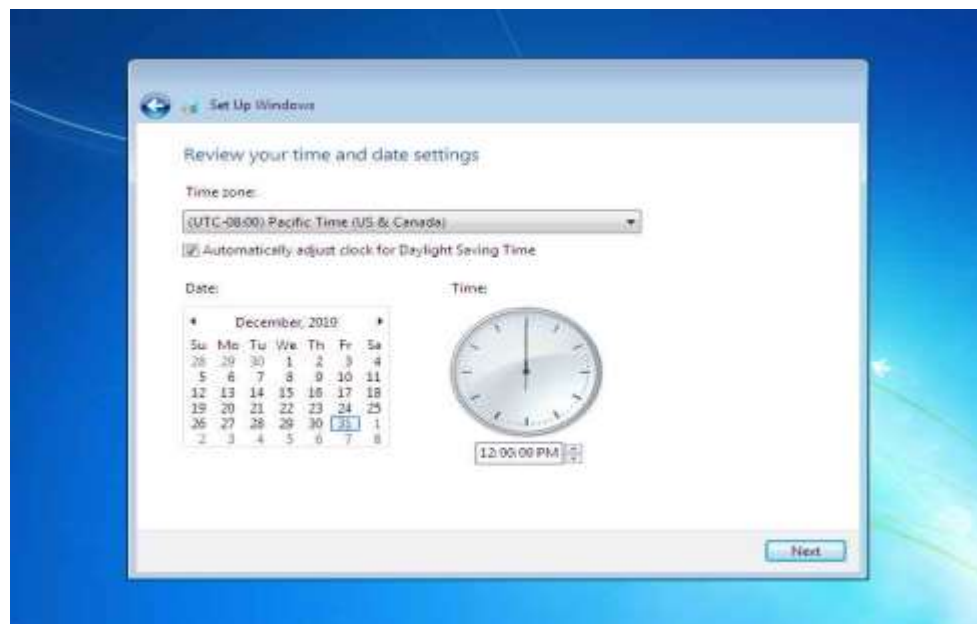 Set Up Windows
Review your time and date settings
Time zone:
(UTC-08:00) Pacific Time (US & Canada)
Automatically adjust clock for Daylight Saving Time
Date:
Time:
December, 2010
Su Mo Tu We Th Fr Sa
28 29 30 1 2 3 4
5 6 7 8 9 10 11
12 13 14 15 16 17 18
19 20 21 22 23 24 25
26 27 28 29 30 31 1
2 3 4 5 6 7 8
12:00:00 PM
Next